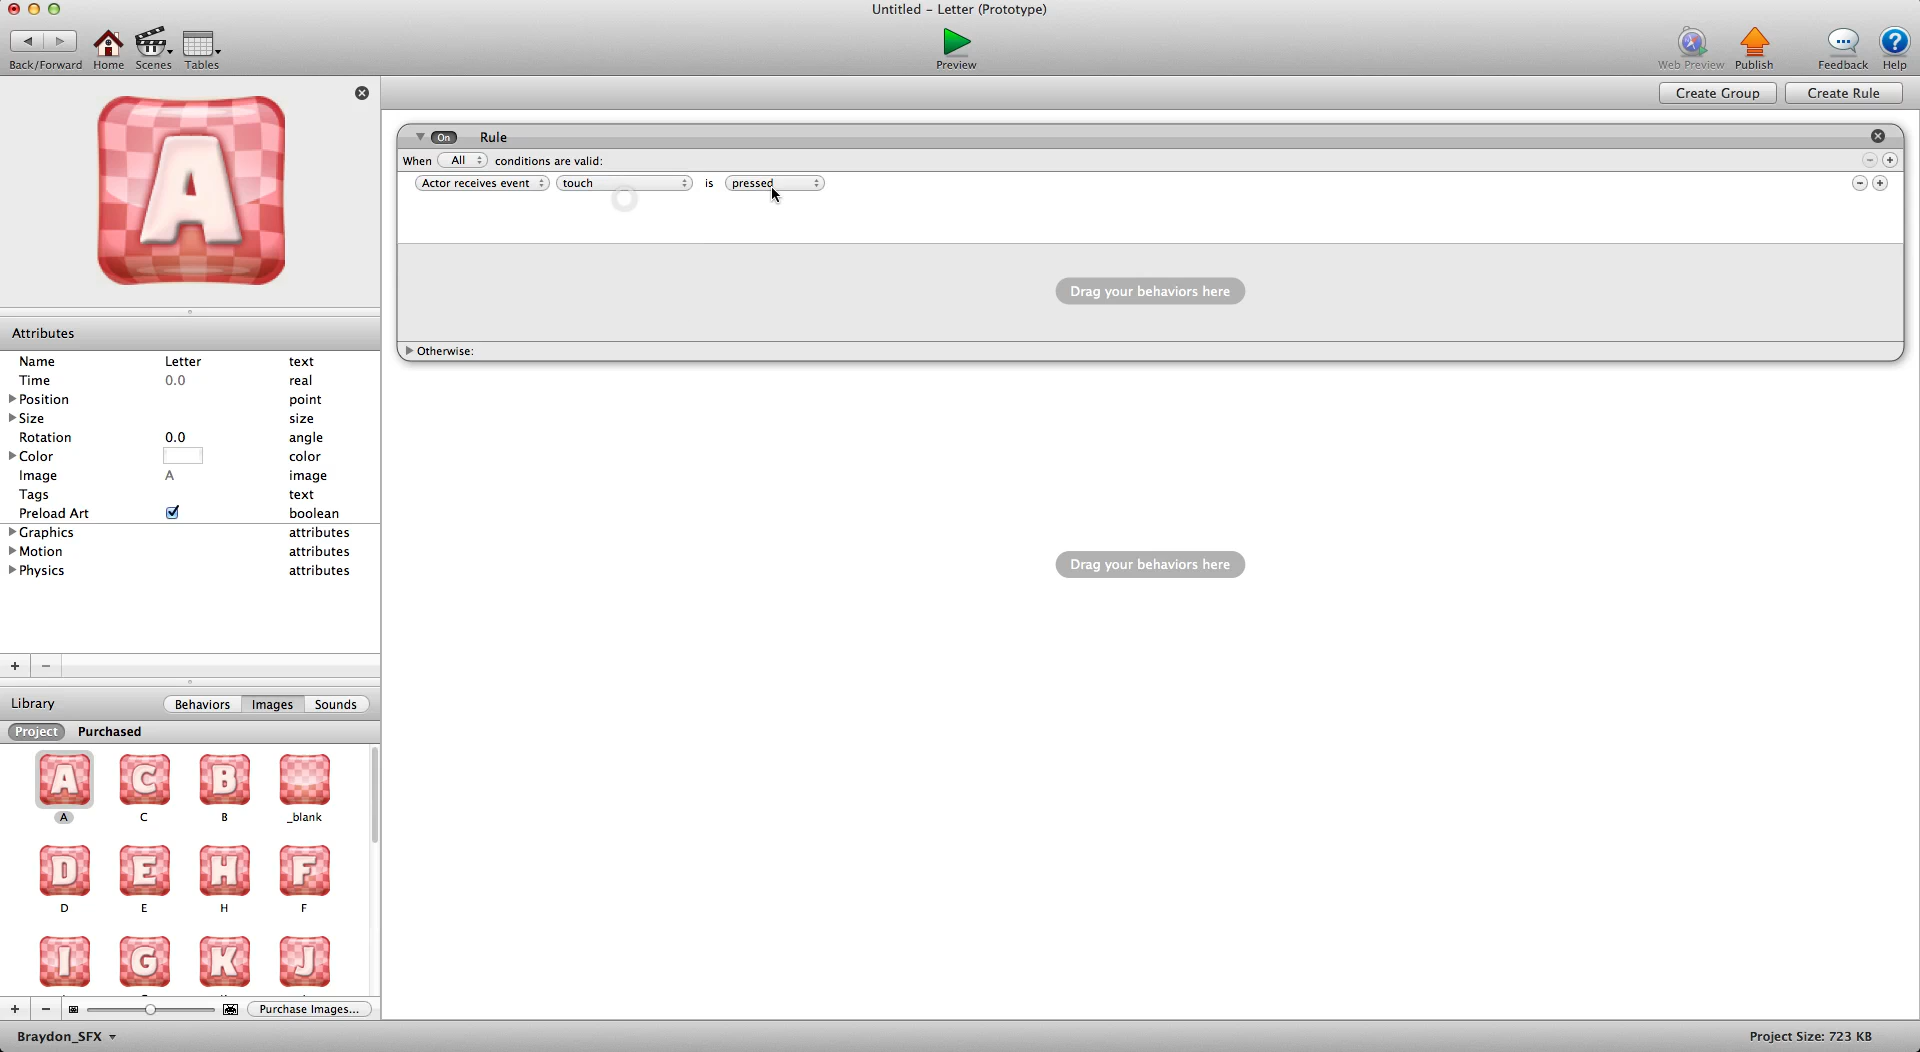 Untitled – Letter (Prototype)
Back/Forward Home Scenes Tables Preview Web Preview Publish Feedback Help
Create Group Create Rule
A
On Rule
When All conditions are valid:
Actor receives event touch is pressed
Drag your behaviors here
Otherwise:
Drag your behaviors here
Attributes
Name Letter text
Time 0.0 real
Position point
Size size
Rotation 0.0 angle
Color color
Image A image
Tags text
Preload Art boolean
Graphics attributes
Motion attributes
Physics attributes
Library Behaviors Images Sounds
Project Purchased
A C B
A C B _blank
D E H F
D E H F
I G K J
Purchase Images...
Braydon_SFX Project Size: 723 KB